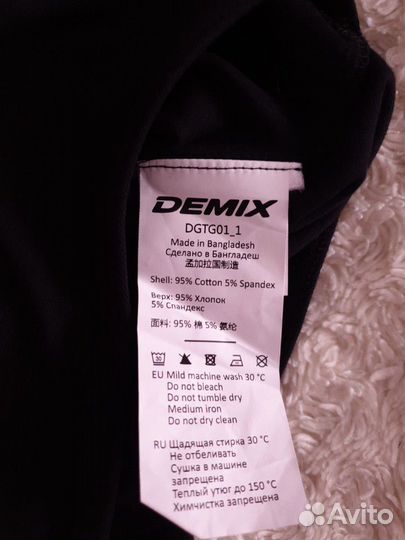 DEMIX
DGTG01_1
Made in Bangladesh
Сделано в Бангладеш
孟加拉国制造
Shell: 95% Cotton 5% Spandex
Верх: 95% Хлопок
5% Спандекс
面料: 95% 棉 5% 氨纶
30
EU Mild machine wash 30 °C
Do not bleach
Do not tumble dry
Medium iron
Do not dry clean
RU Щадящая стирка 30 °C
Не отбеливать
Сушка в машине
запрещена
Теплый утюг до 150 °C
Химчистка запрещена
Avito